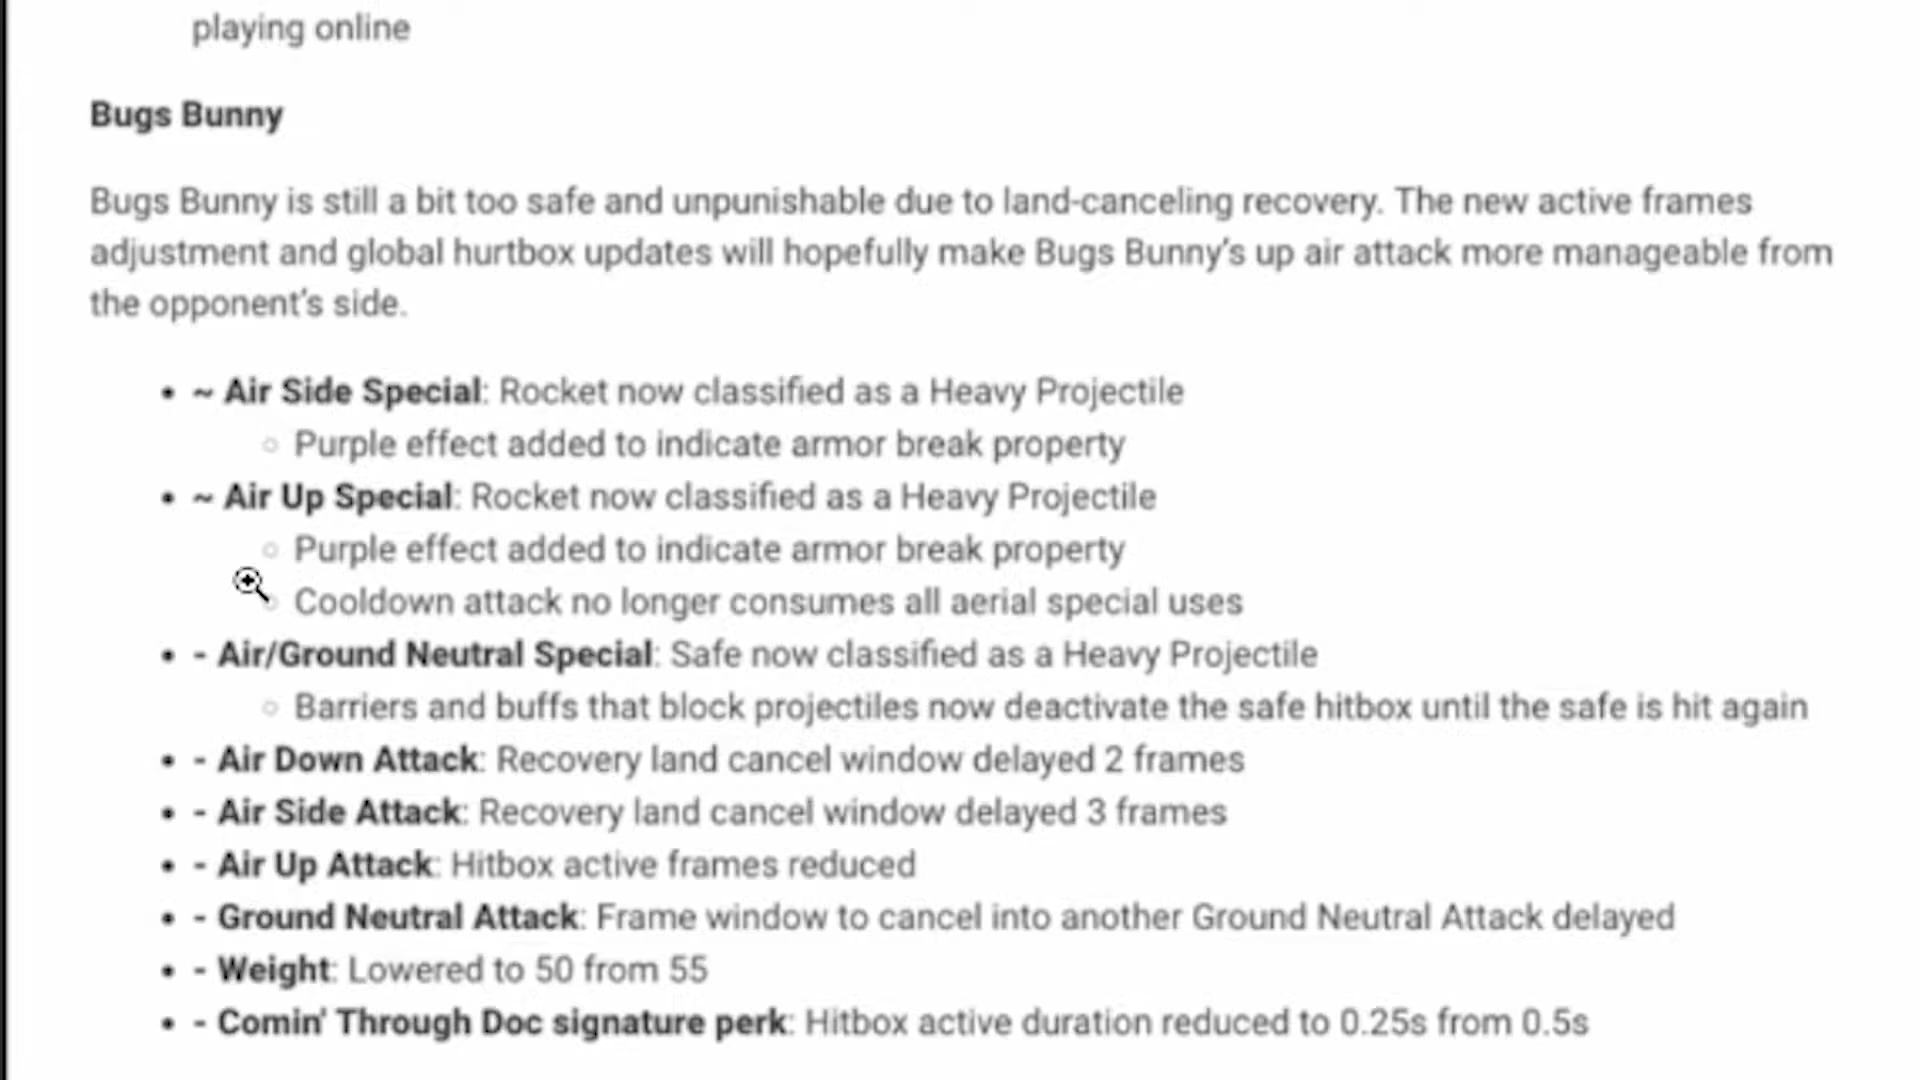 playing online
Bugs Bunny
Bugs Bunny is still a bit too safe and unpunishable due to land-canceling recovery. The new active frames
adjustment and global hurtbox updates will hopefully make Bugs Bunny’s up air attack more manageable from
the opponent’s side.
• ~ Air Side Special: Rocket now classified as a Heavy Projectile
○ Purple effect added to indicate armor break property
• ~ Air Up Special: Rocket now classified as a Heavy Projectile
○ Purple effect added to indicate armor break property
○ Cooldown attack no longer consumes all aerial special uses
• - Air/Ground Neutral Special: Safe now classified as a Heavy Projectile
○ Barriers and buffs that block projectiles now deactivate the safe hitbox until the safe is hit again
• - Air Down Attack: Recovery land cancel window delayed 2 frames
• - Air Side Attack: Recovery land cancel window delayed 3 frames
• - Air Up Attack: Hitbox active frames reduced
• - Ground Neutral Attack: Frame window to cancel into another Ground Neutral Attack delayed
• - Weight: Lowered to 50 from 55
• - Comin' Through Doc signature perk: Hitbox active duration reduced to 0.25s from 0.5s